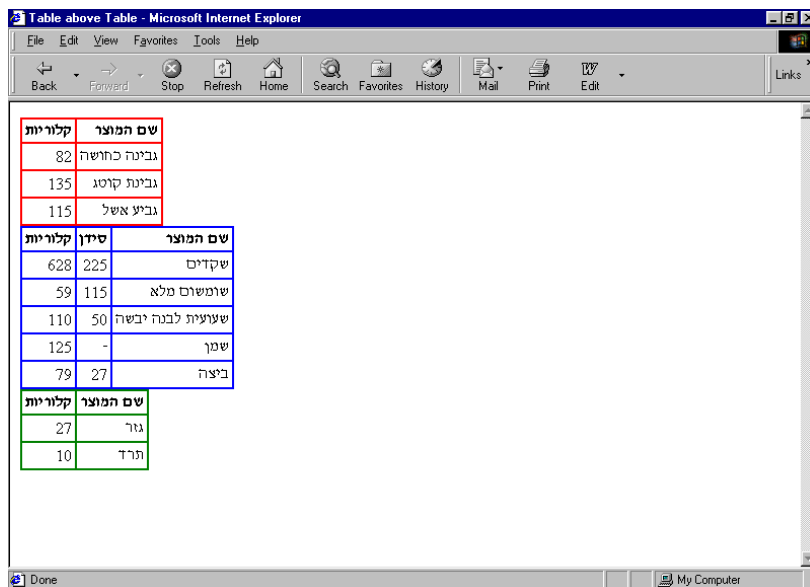 Table above Table - Microsoft Internet Explorer
File Edit View Favorites Tools Help
Back Forward Stop Refresh Home Search Favorites History Mail Print Edit Links
שם המוצר קלוריות
גבינה כחושה 82
גבינת קוטג 135
גביע אשל 115
שם המוצר סידן קלוריות
שקדים 225 628
שומשום מלא 115 59
שעועית לבנה יבשה 50 110
שמן - 125
ביצה 27 79
שם המוצר קלוריות
גזר 27
תרד 10
Done My Computer